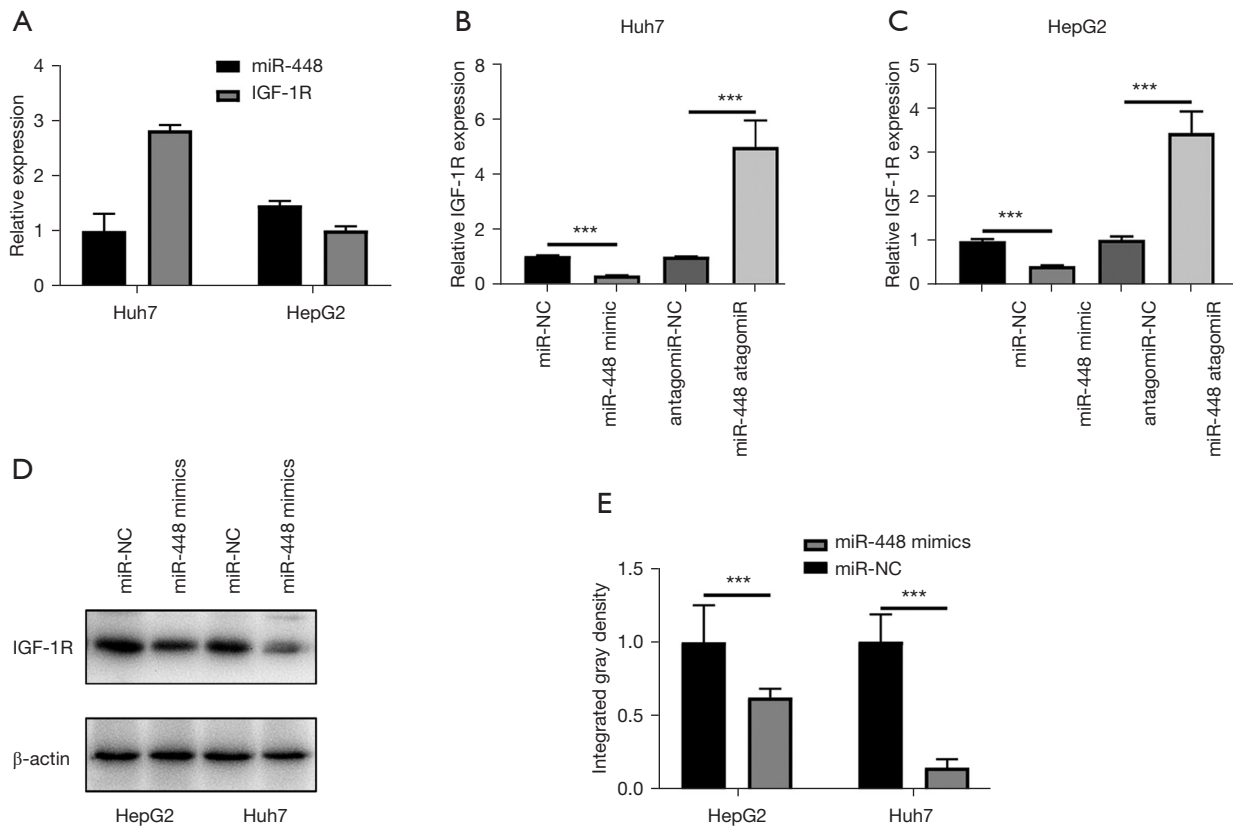 A
Relative expression
4
3
2
1
0
miR-448
IGF-1R
Huh7
HepG2
B
Huh7
Relative IGF-1R expression
8
6
4
2
0
***
***
miR-NC
miR-448 mimic
antagomiR-NC
miR-448 atagomiR
C
HepG2
Relative IGF-1R expression
5
4
3
2
1
0
***
***
miR-NC
miR-448 mimic
antagomiR-NC
miR-448 atagomiR
D
miR-NC
miR-448 mimics
miR-NC
miR-448 mimics
IGF-1R
β-actin
HepG2
Huh7
E
miR-448 mimics
miR-NC
Integrated gray density
1.5
1.0
0.5
0.0
***
***
HepG2
Huh7